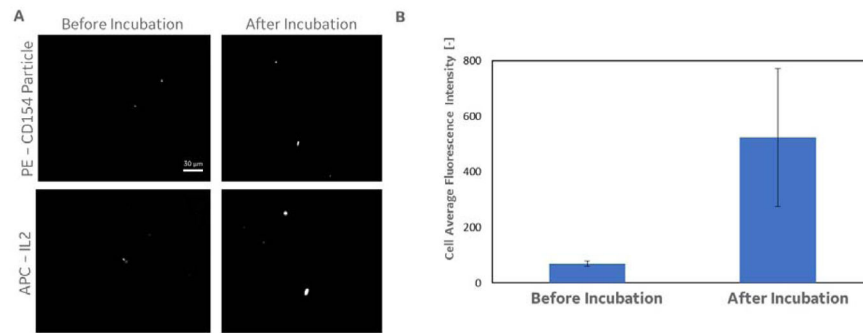 A
Before Incubation After Incubation
PE – CD154 Particle
30 µm
APC – IL2
B
Cell Average Fluorescence Intensity [-]
800
600
400
200
0
Before Incubation After Incubation